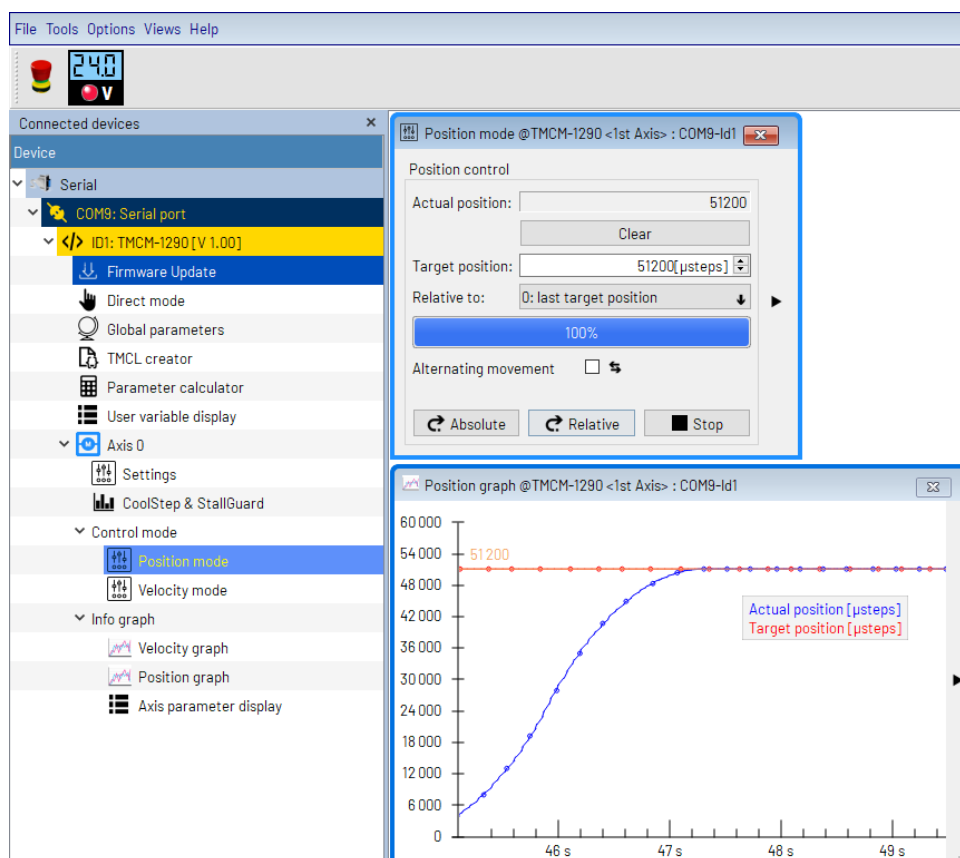 File Tools Options Views Help
24.0
V
Connected devices
Device
Serial
COM9: Serial port
ID1: TMCM-1290 [V 1.00]
Firmware Update
Direct mode
Global parameters
TMCL creator
Parameter calculator
User variable display
Axis 0
Settings
CoolStep & StallGuard
Control mode
Position mode
Velocity mode
Info graph
Velocity graph
Position graph
Axis parameter display
Position mode @TMCM-1290 <1st Axis> : COM9-Id1
Position control
Actual position: 51200
Clear
Target position: 51200[µsteps]
Relative to: 0: last target position
100%
Alternating movement
Absolute Relative Stop
Position graph @TMCM-1290 <1st Axis> : COM9-Id1
60 000
54 000
51 200
48 000
42 000
36 000
30 000
24 000
18 000
12 000
6 000
0
Actual position [µsteps]
Target position [µsteps]
46 s 47 s 48 s 49 s